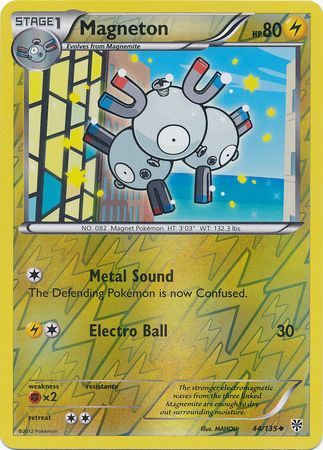 STAGE1
Magneton
HP80
Evolves from Magnemite
NO. 082 Magnet Pokémon HT: 3'03" WT: 132.3 lbs.
Metal Sound
The Defending Pokémon is now Confused.
Electro Ball 30
weakness resistance
×2
retreat
The stronger electromagnetic
waves from the three linked
Magnemite are enough to dry
out surrounding moisture.
©2012 Pokémon
Illus. MAHOU
44/135